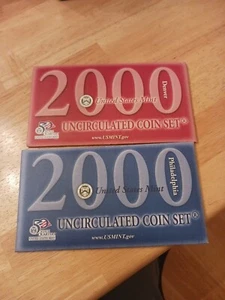 2000
Denver
United States Mint
UNCIRCULATED COIN SET®
www.USMINT.gov
2000
Philadelphia
United States Mint
UNCIRCULATED COIN SET®
www.USMINT.gov